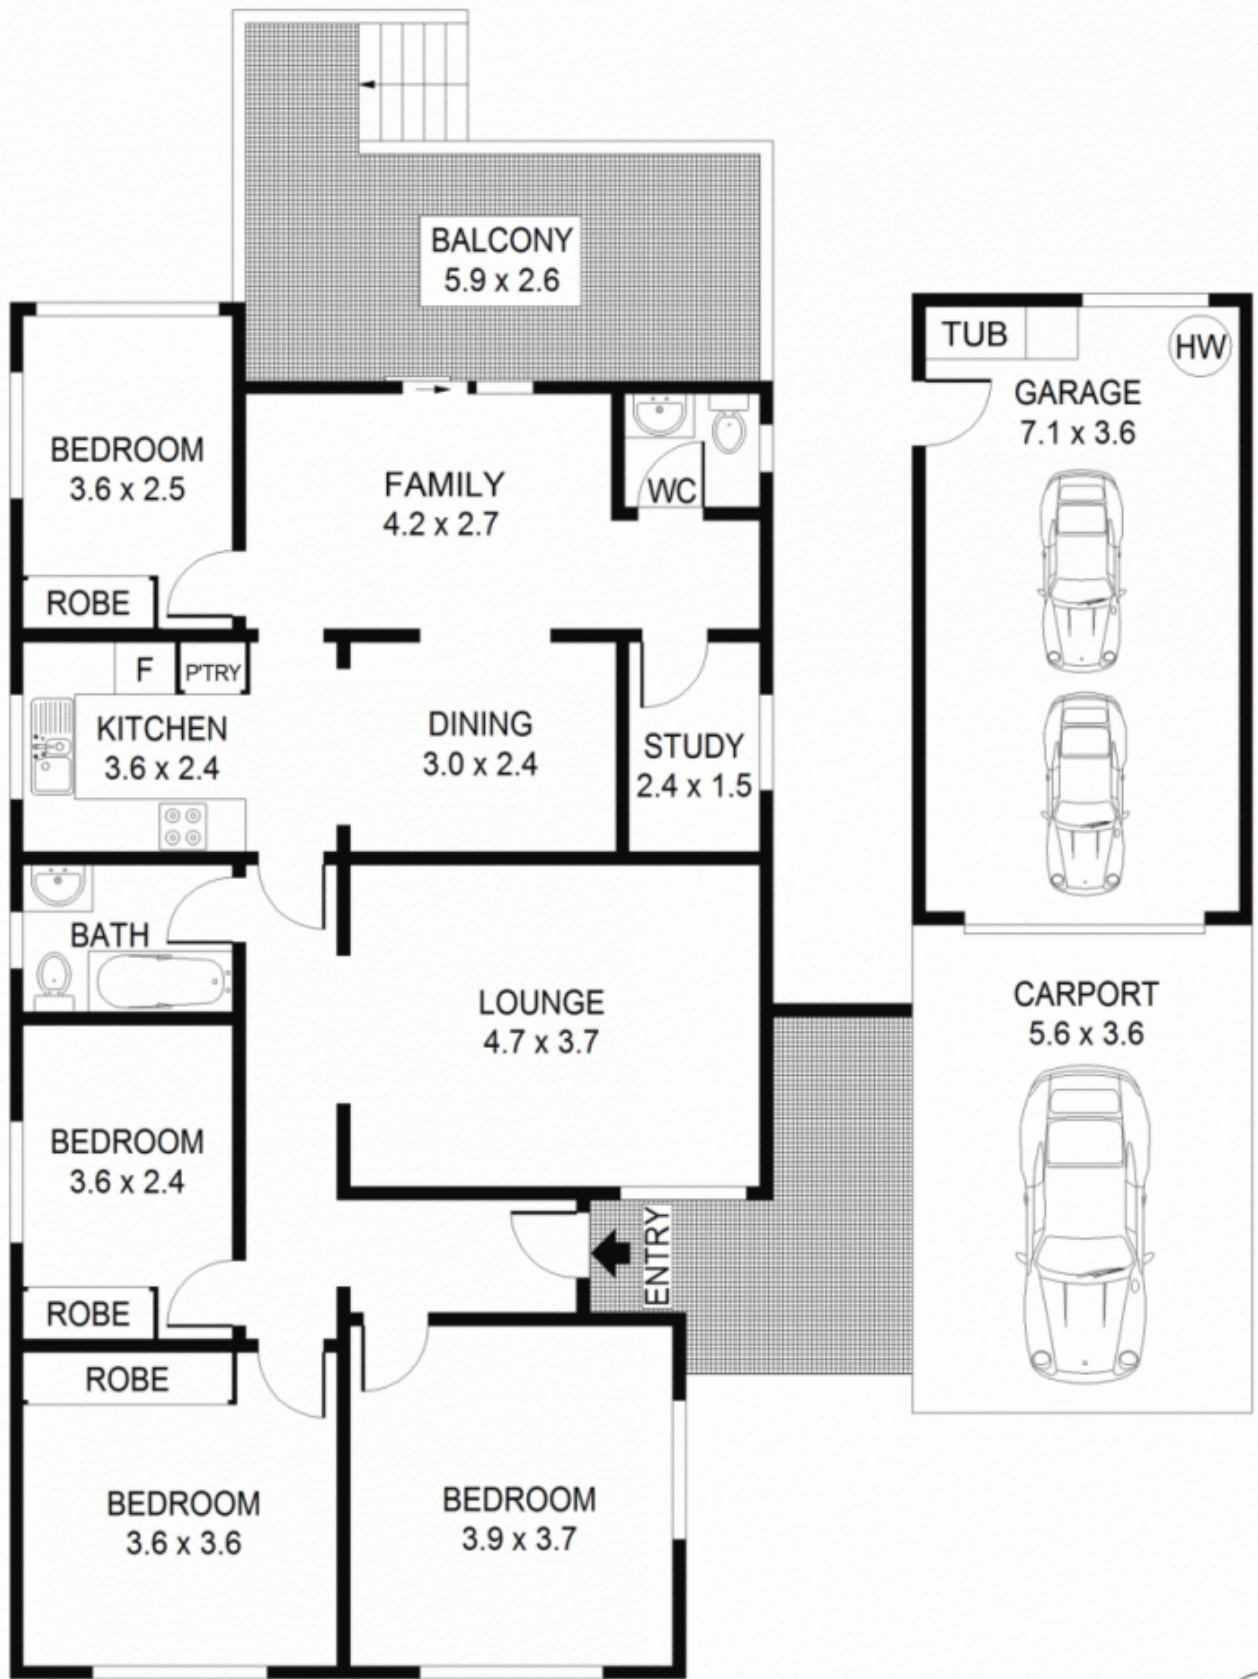 BALCONY
5.9 x 2.6
TUB
HW
GARAGE
7.1 x 3.6
BEDROOM
3.6 x 2.5
FAMILY
4.2 x 2.7
WC
ROBE
F
P'TRY
KITCHEN
3.6 x 2.4
DINING
3.0 x 2.4
STUDY
2.4 x 1.5
BATH
LOUNGE
4.7 x 3.7
CARPORT
5.6 x 3.6
BEDROOM
3.6 x 2.4
ENTRY
ROBE
ROBE
BEDROOM
3.6 x 3.6
BEDROOM
3.9 x 3.7